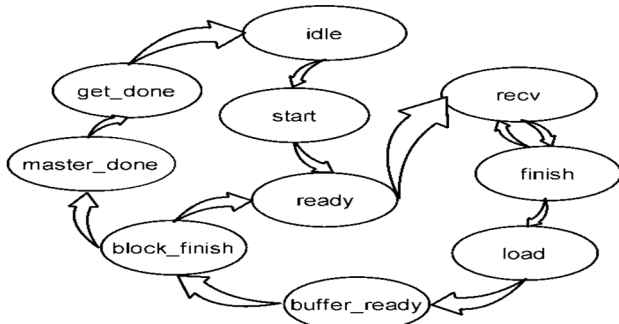 idle
get_done
recv
start
master_done
finish
ready
block_finish
load
buffer_ready